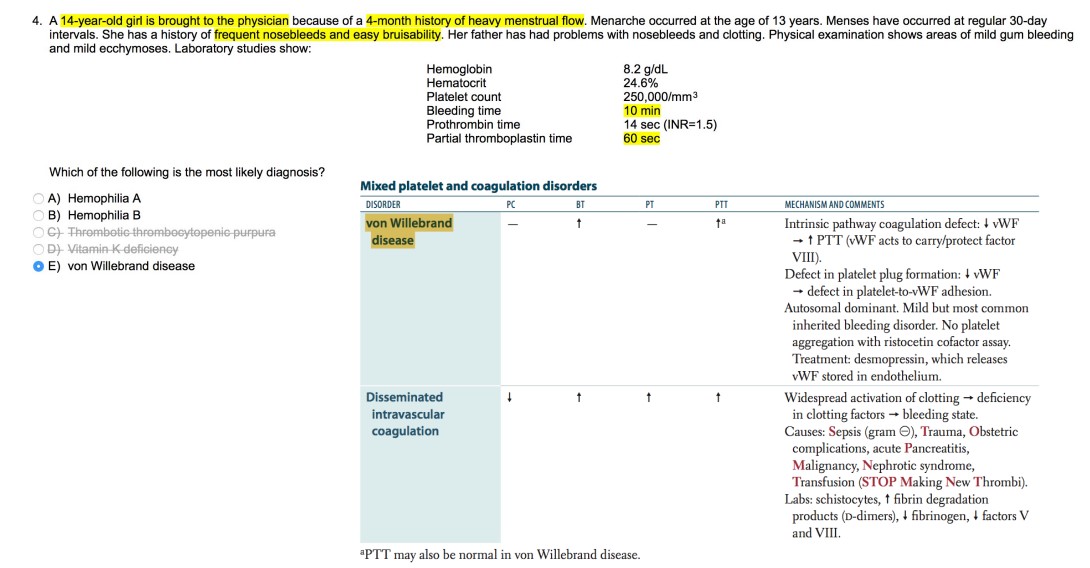 4. A 14-year-old girl is brought to the physician because of a 4-month history of heavy menstrual flow. Menarche occurred at the age of 13 years. Menses have occurred at regular 30-day
intervals. She has a history of frequent nosebleeds and easy bruisability. Her father has had problems with nosebleeds and clotting. Physical examination shows areas of mild gum bleeding
and mild ecchymoses. Laboratory studies show:
Hemoglobin 8.2 g/dL
Hematocrit 24.6%
Platelet count 250,000/mm³
Bleeding time 10 min
Prothrombin time 14 sec (INR=1.5)
Partial thromboplastin time 60 sec
Which of the following is the most likely diagnosis?
A) Hemophilia A
B) Hemophilia B
C) Thrombotic thrombocytopenic purpura
D) Vitamin K deficiency
E) von Willebrand disease
Mixed platelet and coagulation disorders
DISORDER PC BT PT PTT MECHANISM AND COMMENTS
von Willebrand — ↑ — ↑ᵃ Intrinsic pathway coagulation defect: ↓ vWF
disease → ↑ PTT (vWF acts to carry/protect factor
VIII).
Defect in platelet plug formation: ↓ vWF
→ defect in platelet-to-vWF adhesion.
Autosomal dominant. Mild but most common
inherited bleeding disorder. No platelet
aggregation with ristocetin cofactor assay.
Treatment: desmopressin, which releases
vWF stored in endothelium.
Disseminated ↓ ↑ ↑ ↑ Widespread activation of clotting → deficiency
intravascular in clotting factors → bleeding state.
coagulation Causes: Sepsis (gram ⊖), Trauma, Obstetric
complications, acute Pancreatitis,
Malignancy, Nephrotic syndrome,
Transfusion (STOP Making New Thrombi).
Labs: schistocytes, ↑ fibrin degradation
products (D-dimers), ↓ fibrinogen, ↓ factors V
and VIII.
ᵃPTT may also be normal in von Willebrand disease.